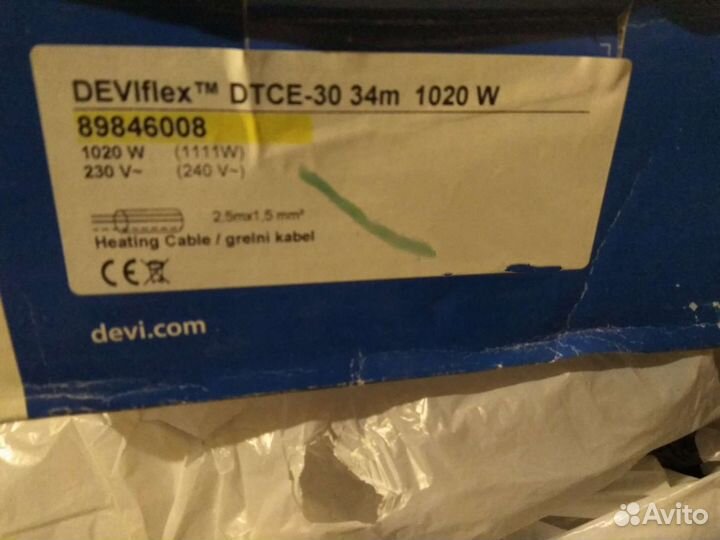 DEVIflex™ DTCE-30 34m 1020 W
89846008
1020 W (1111W)
230 V~ (240 V~)
2,5mx1,5 mm²
Heating Cable / grelni kabel
CE
devi.com
Avito